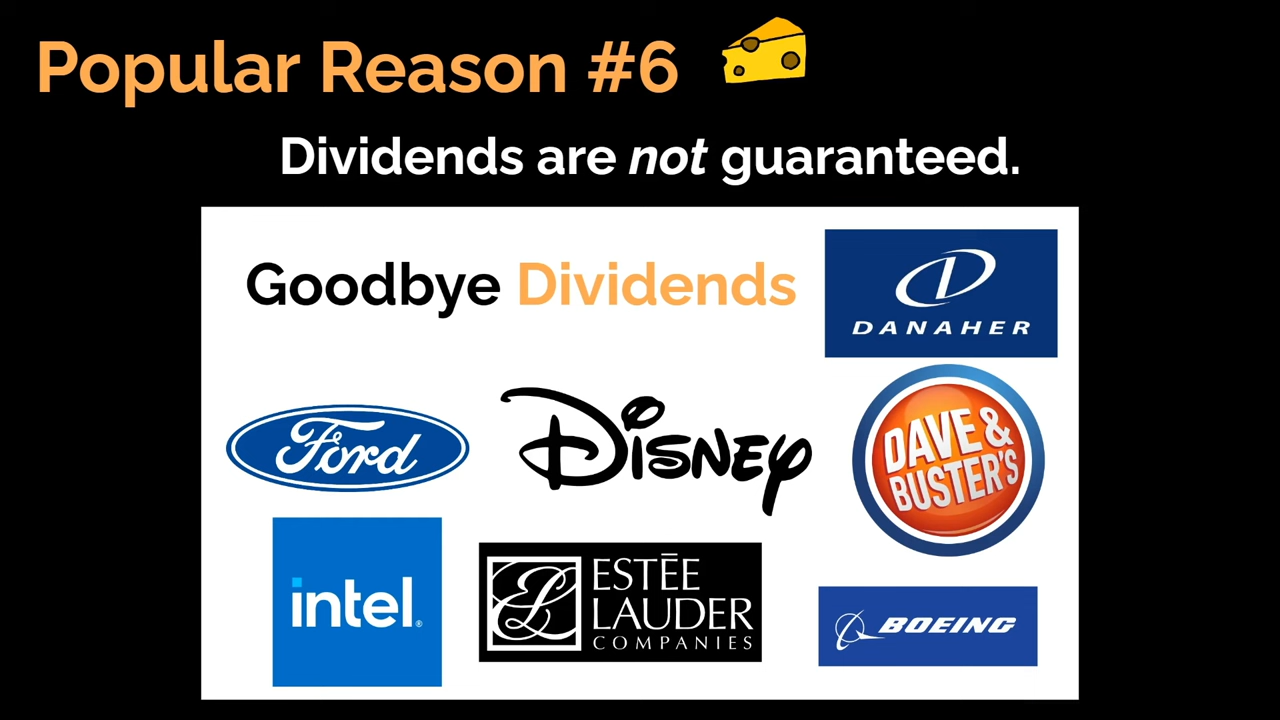 Popular Reason #6
Dividends are not guaranteed.
Goodbye Dividends
DANAHER
Ford
DISNEY
DAVE &
BUSTER'S
intel.
ESTĒE
LAUDER
COMPANIES
BOEING